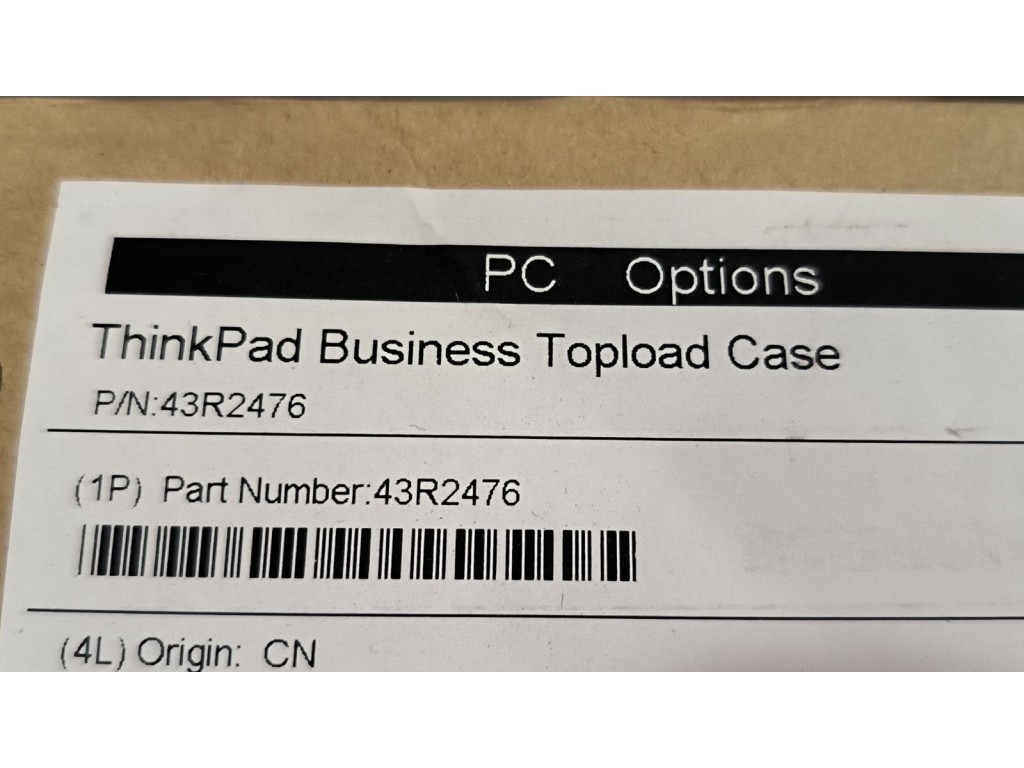 PC Options
ThinkPad Business Topload Case
P/N:43R2476
(1P) Part Number:43R2476
(4L) Origin: CN